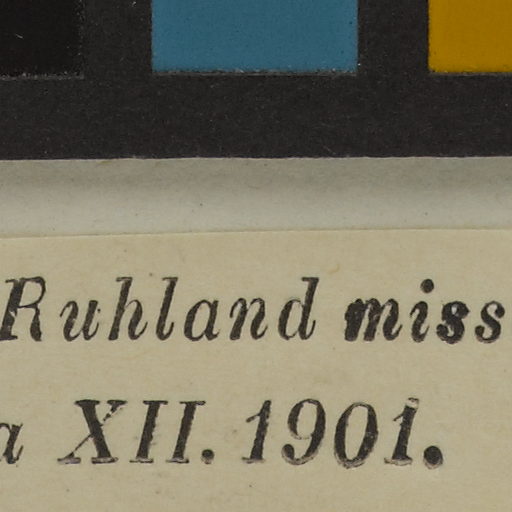 Ruhland miss
a XII. 1901.